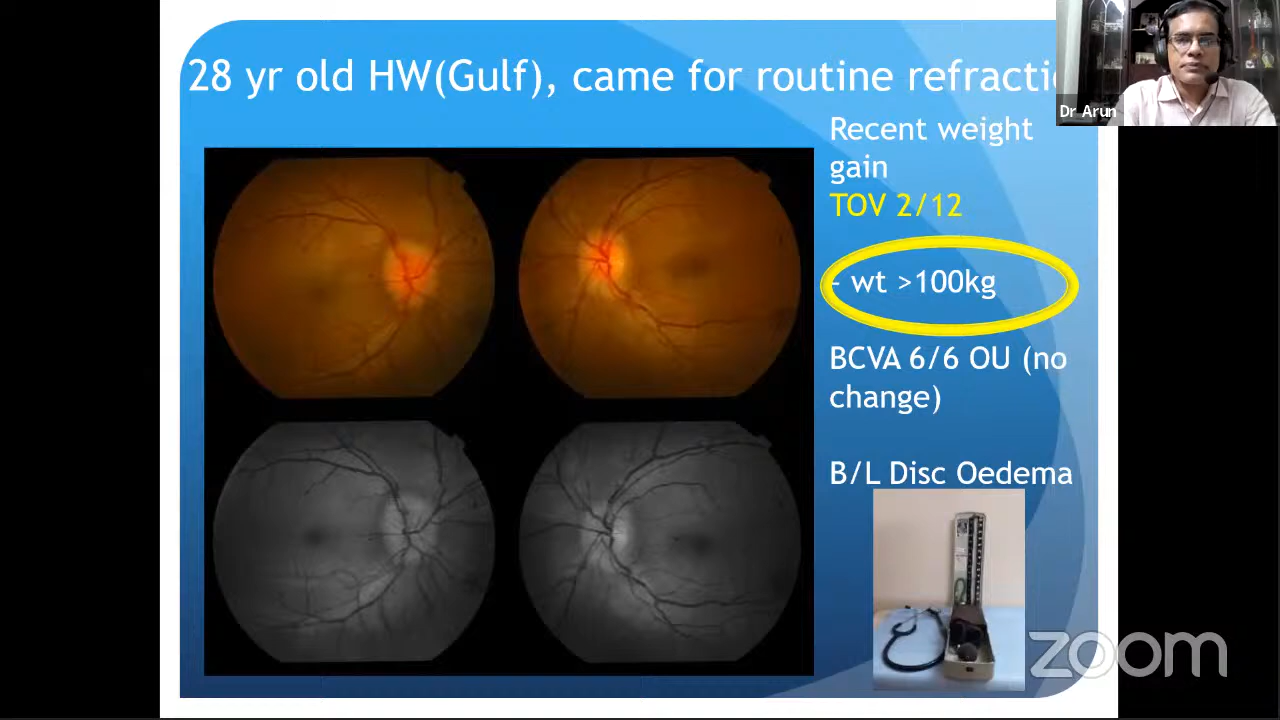 28 yr old HW(Gulf), came for routine refracti
Dr Arun
Recent weight
gain
TOV 2/12
- wt >100kg
BCVA 6/6 OU (no
change)
B/L Disc Oedema
zoom